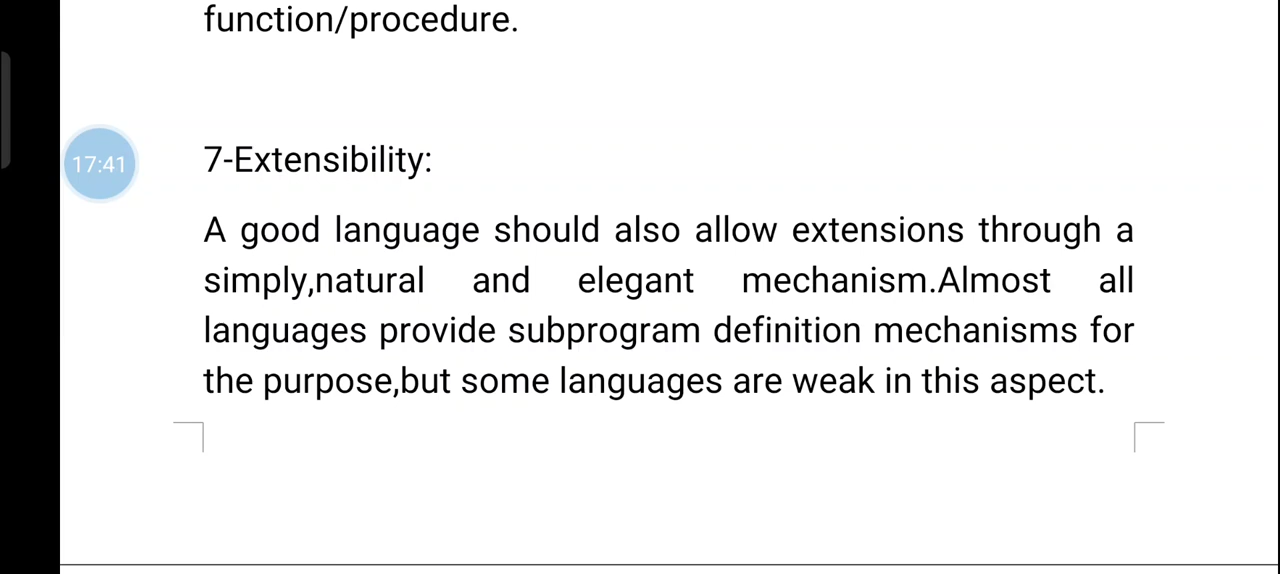 function/procedure.
17:41
7-Extensibility:
A good language should also allow extensions through a
simply,natural and elegant mechanism.Almost all
languages provide subprogram definition mechanisms for
the purpose,but some languages are weak in this aspect.